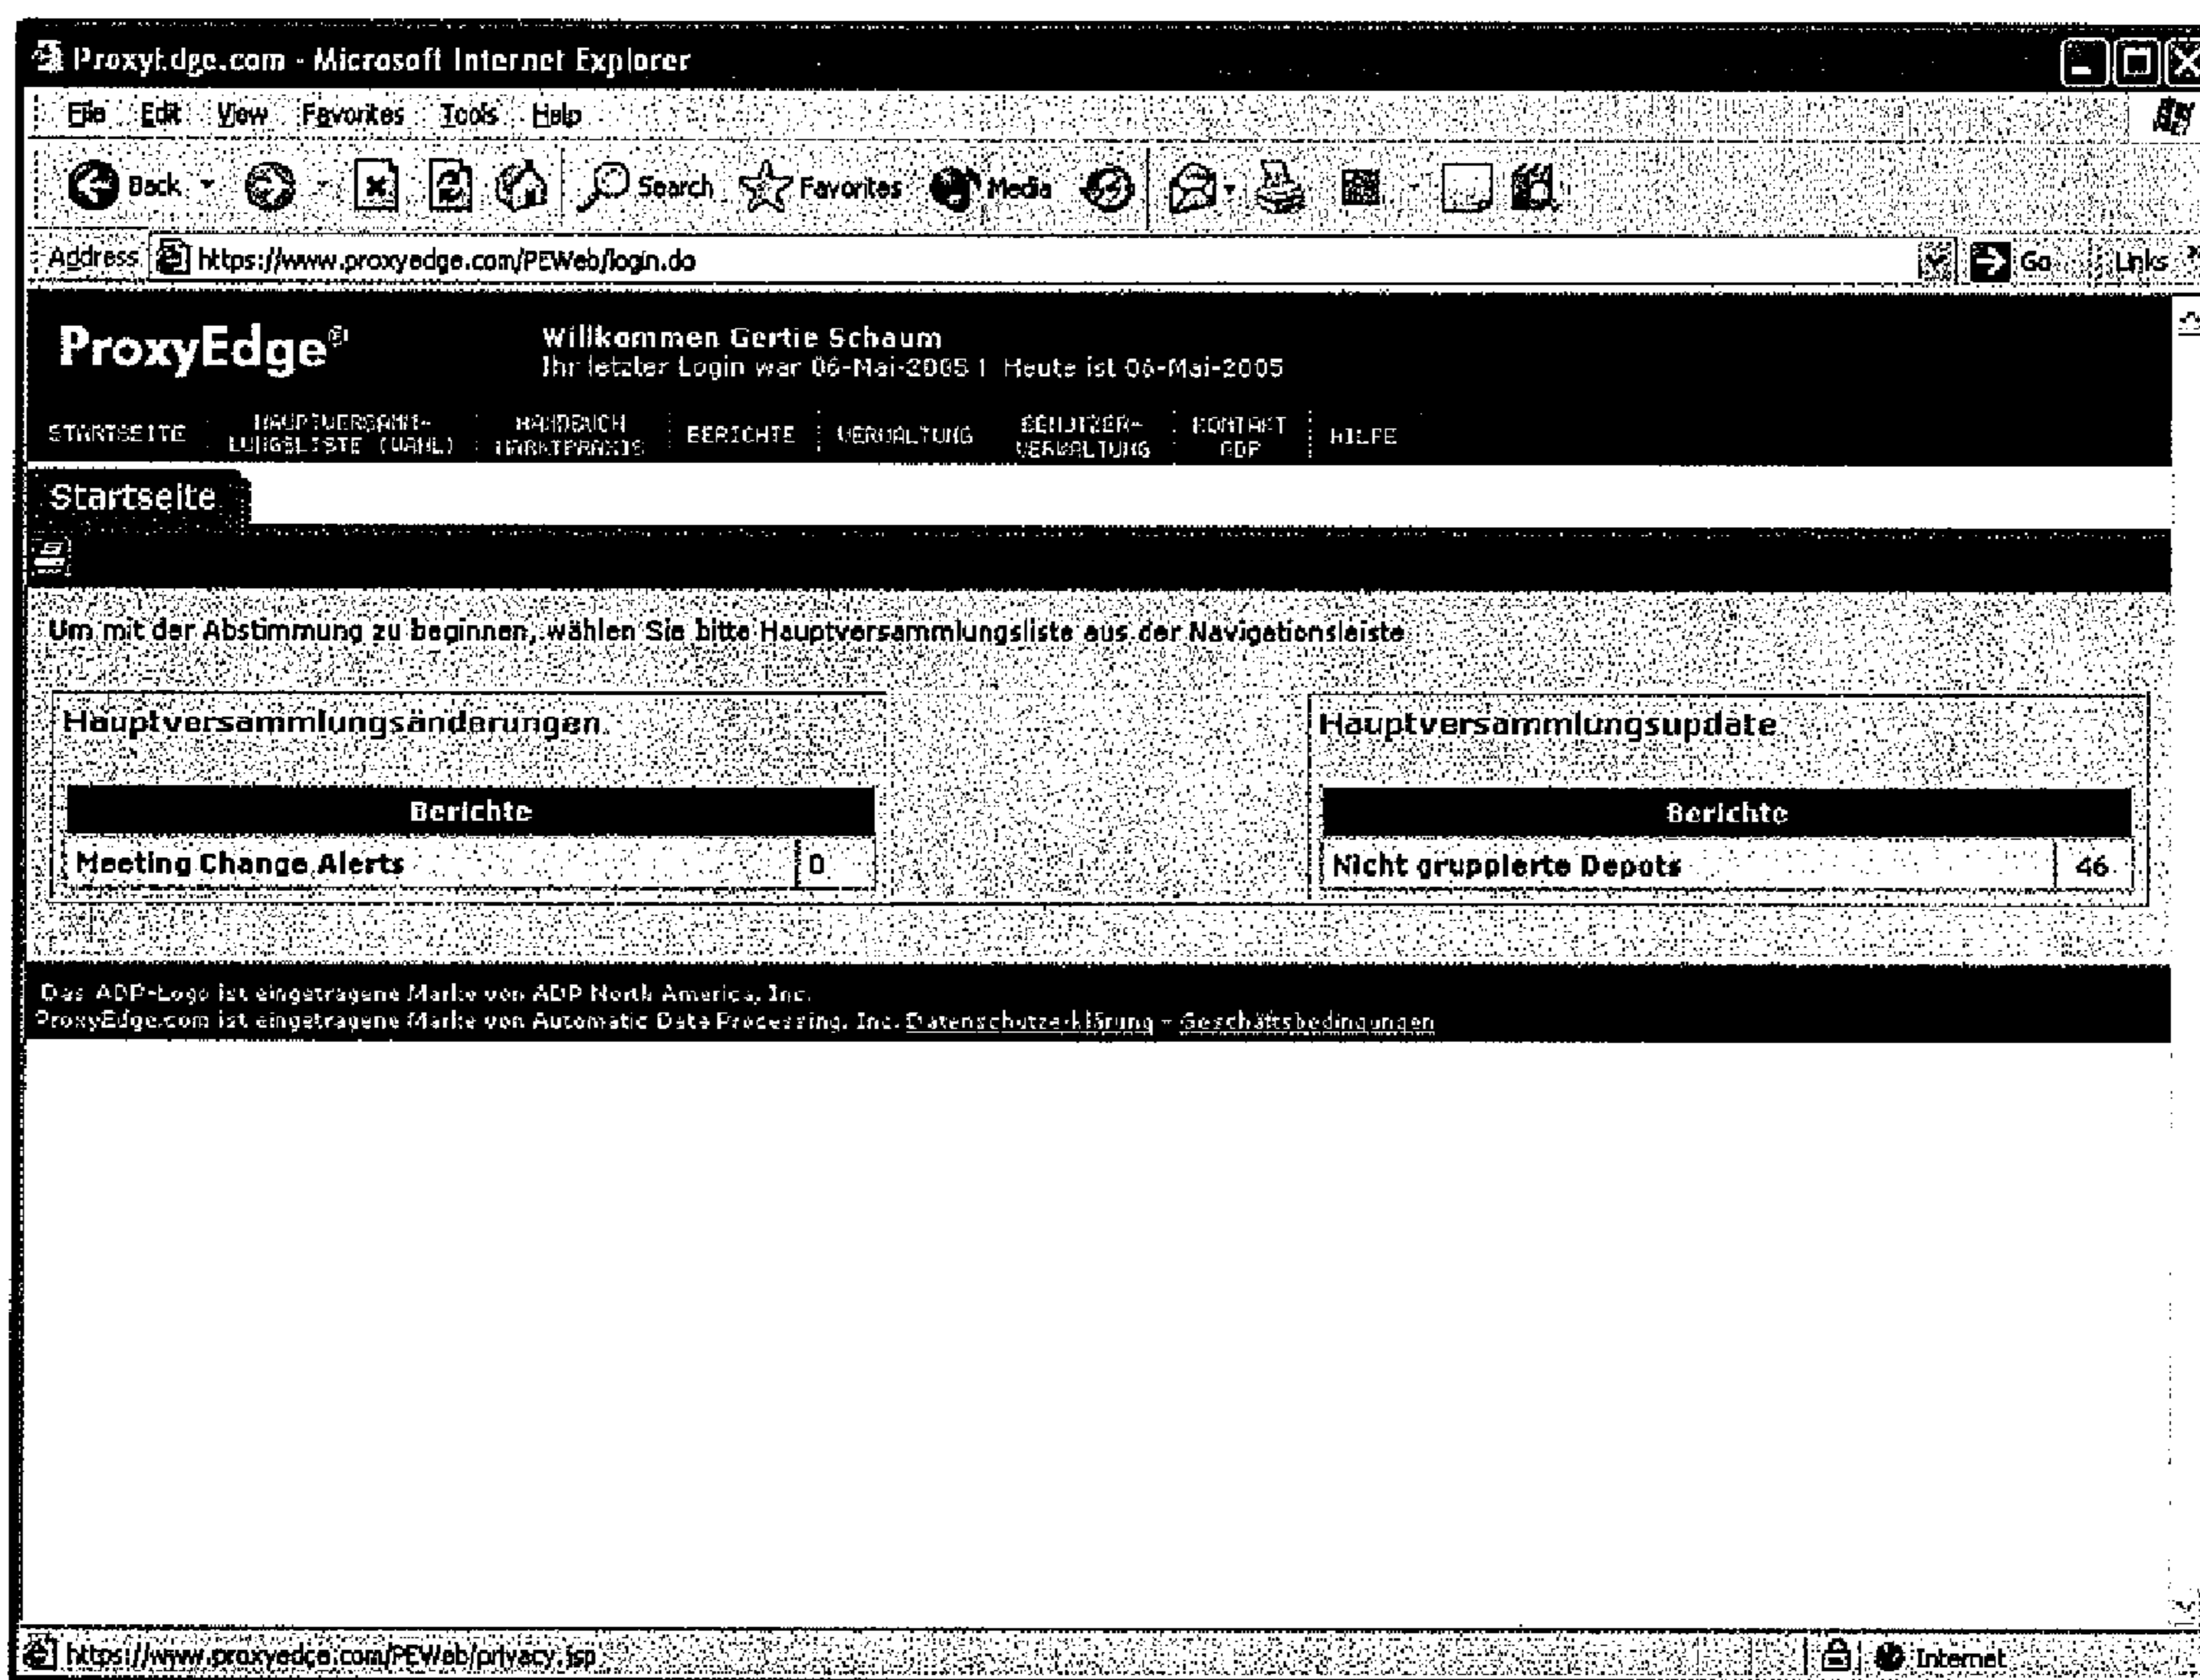 ProxyEdge.com - Microsoft Internet Explorer
File Edit View Favorites Tools Help
Back Search Favorites Media
Address https://www.proxyedge.com/PEWeb/login.do Go Links »
ProxyEdge®
Willkommen Gertie Schaum
Ihr letzter Login war 06-Mai-2005 | Heute ist 06-Mai-2005
STARTSEITE
HAUPTVERSAMM-
LUNGSLISTE (WAHL)
HANDBUCH
MARKTPRAXIS
BERICHTE
VERWALTUNG
BENUTZER-
VERWALTUNG
KONTAKT
ADP
HILFE
Startseite
Um mit der Abstimmung zu beginnen, wählen Sie bitte Hauptversammlungsliste aus der Navigationsleiste
Hauptversammlungsänderungen
Berichte
Meeting Change Alerts 0
Hauptversammlungsupdate
Berichte
Nicht gruppierte Depots 46
Das ADP-Logo ist eingetragene Marke von ADP North America, Inc.
ProxyEdge.com ist eingetragene Marke von Automatic Data Processing, Inc. Datenschutzerklärung - Geschäftsbedingungen
https://www.proxyedge.com/PEWeb/privacy.jsp Internet